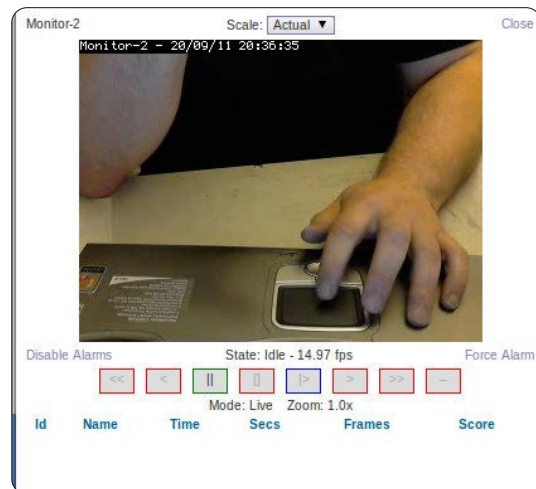 Monitor-2 Scale: Actual ▼ Close
Monitor-2 - 20/09/11 20:36:35
Disable Alarms State: Idle - 14.97 fps Force Alarm
<< < || [] |> > >> –
Mode: Live Zoom: 1.0x
Id Name Time Secs Frames Score